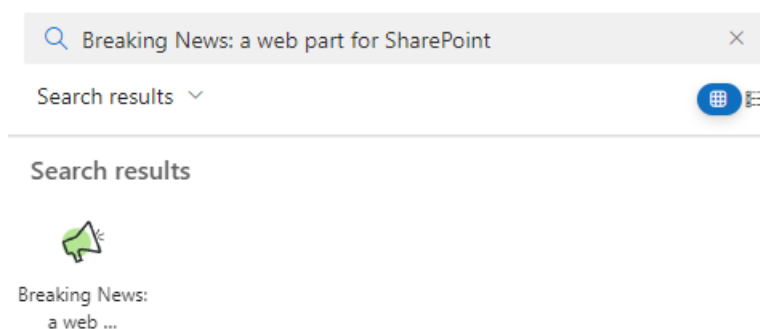 Breaking News: a web part for SharePoint
Search results
Search results
Breaking News:
a web ...